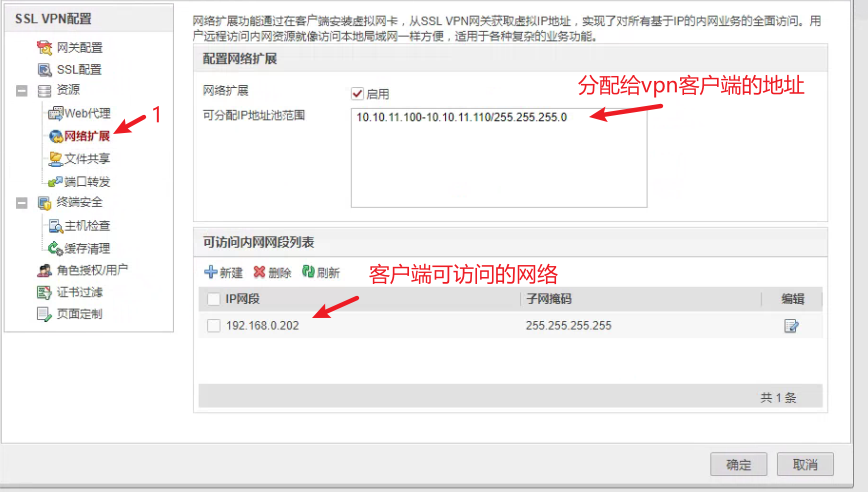 SSL VPN配置
网关配置
SSL配置
资源
Web代理
网络扩展
文件共享
端口转发
终端安全
主机检查
缓存清理
角色授权/用户
证书过滤
页面定制
1
网络扩展功能通过在客户端安装虚拟网卡，从SSL VPN网关获取虚拟IP地址，实现了对所有基于IP的内网业务的全面访问。用
户远程访问内网资源就像访问本地局域网一样方便，适用于各种复杂的业务功能。
配置网络扩展
网络扩展
启用
分配给vpn客户端的地址
可分配IP地址池范围
10.10.11.100-10.10.11.110/255.255.255.0
可访问内网网段列表
新建 删除 刷新
客户端可访问的网络
IP网段 子网掩码 编辑
192.168.0.202 255.255.255.255
共 1 条
确定 取消